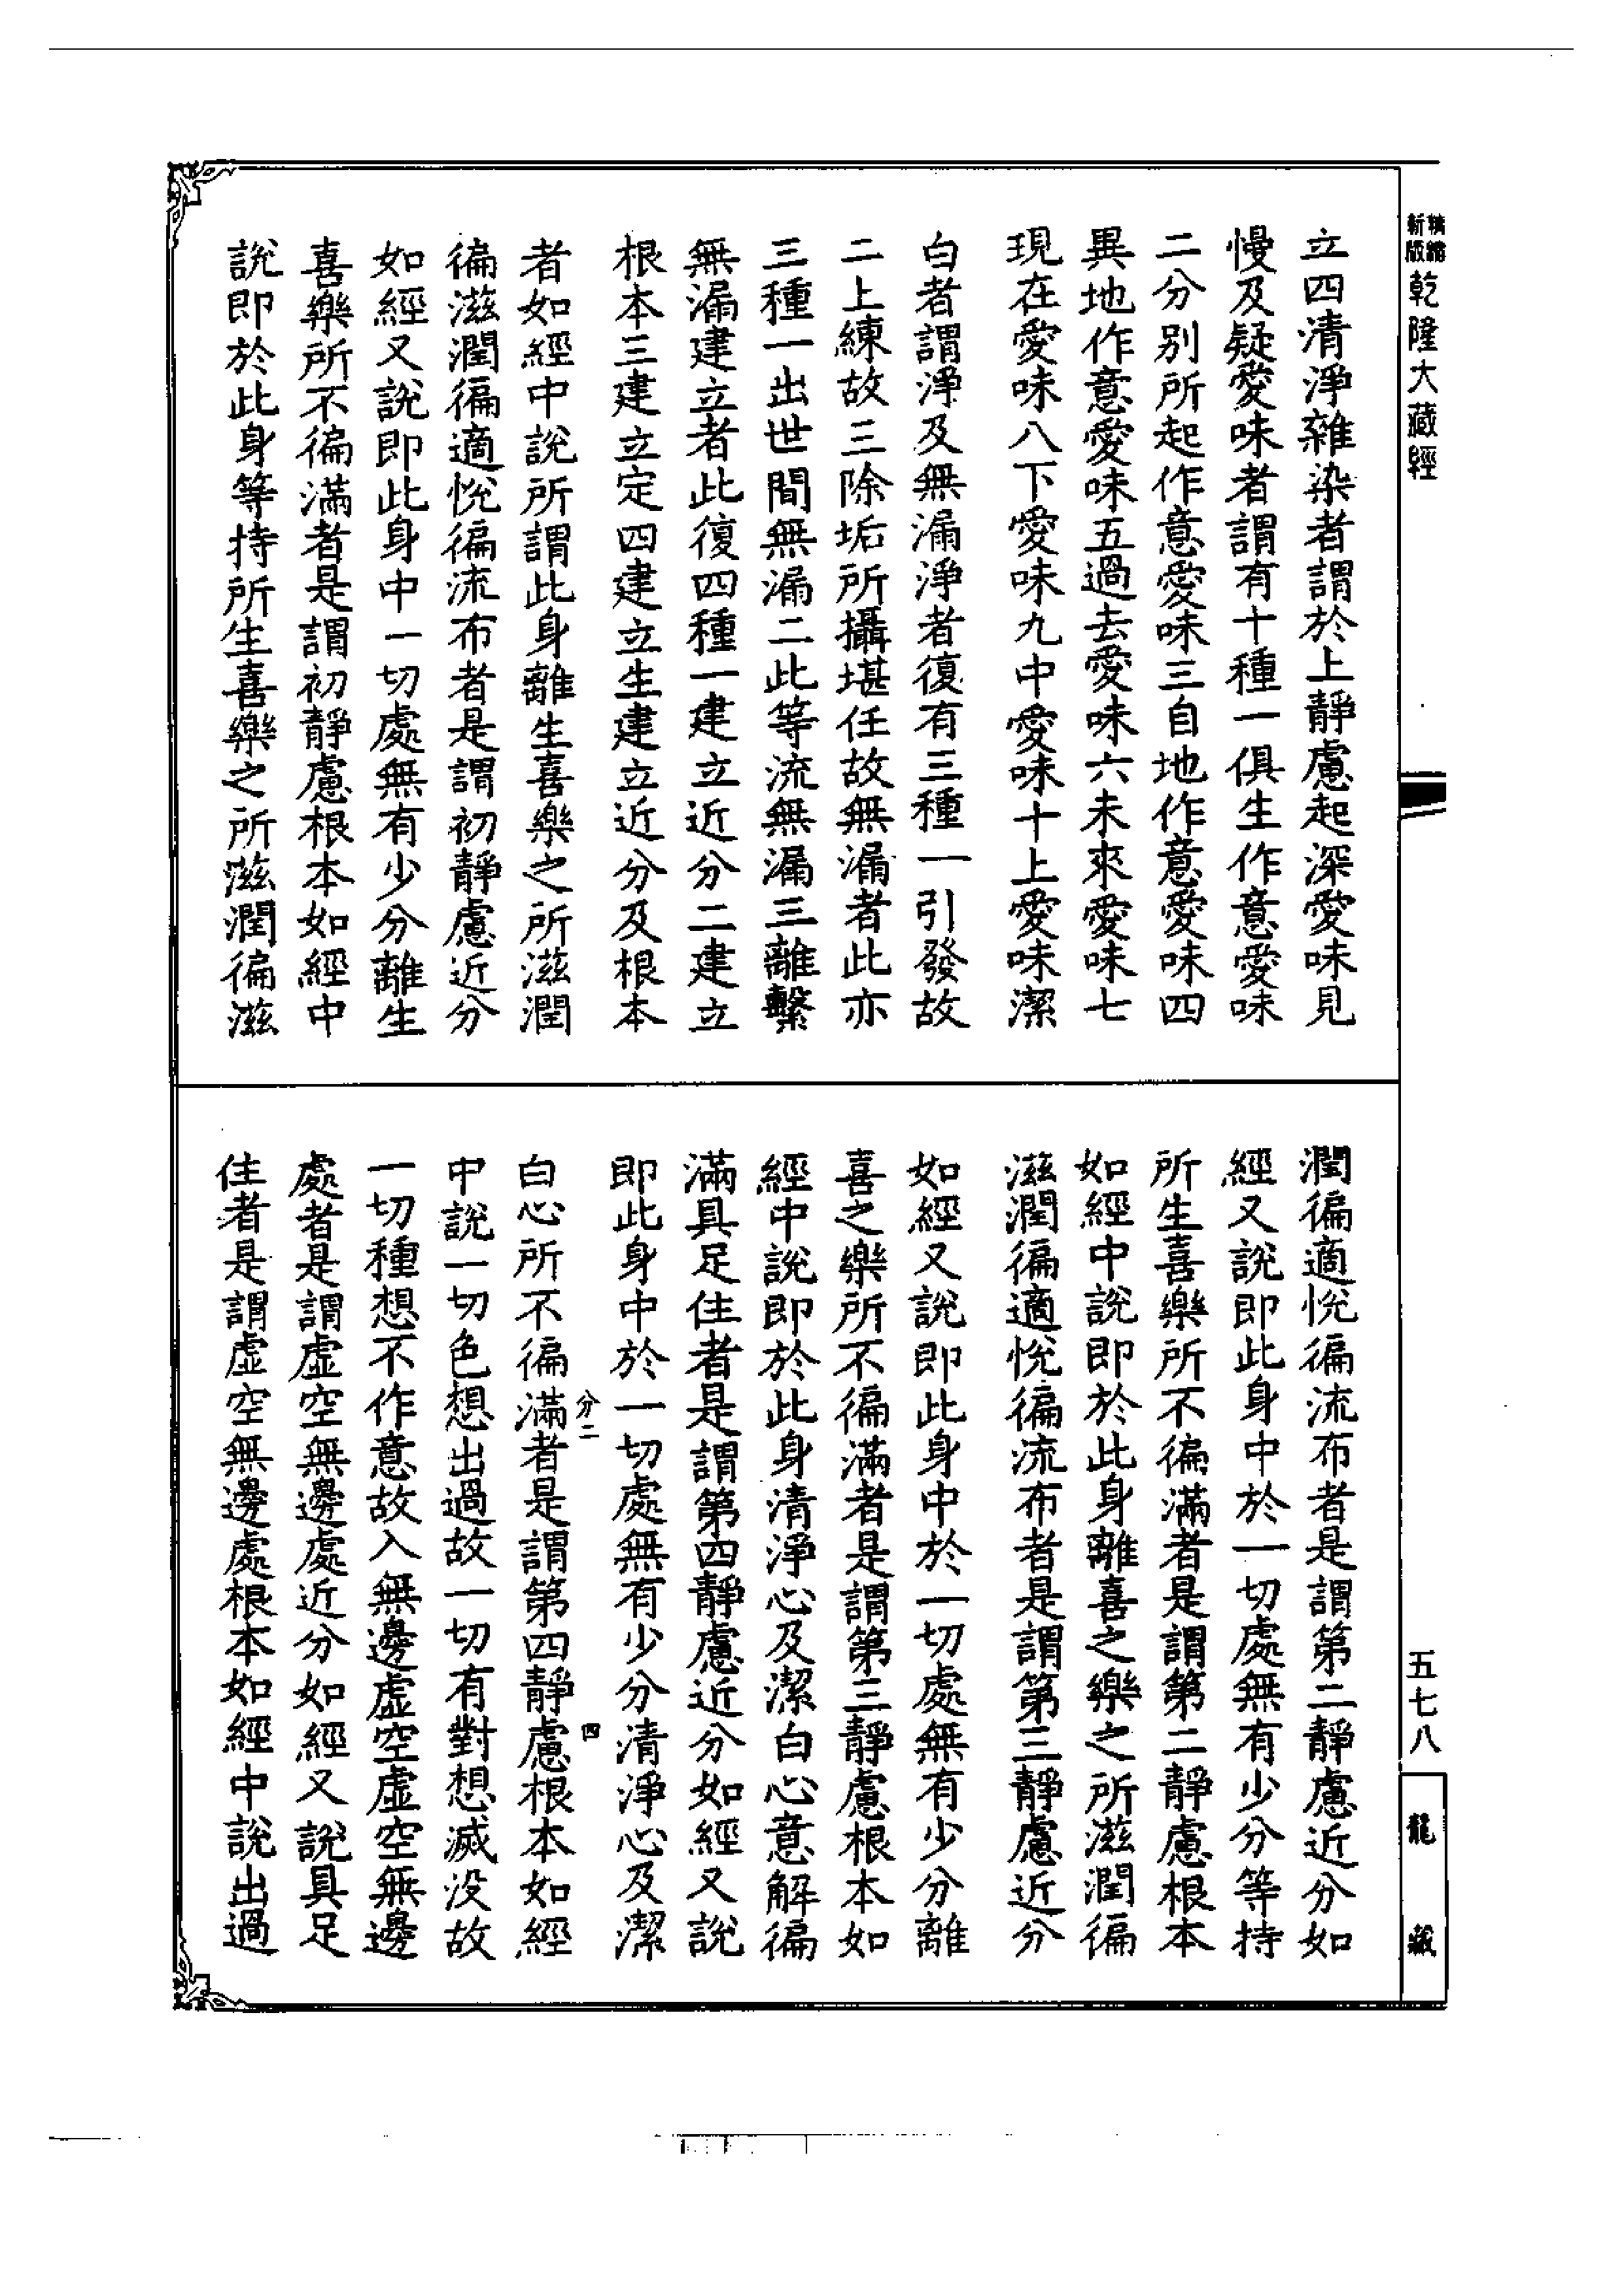 精縮
新版
乾隆大藏經
立四清淨雜染者謂於上靜慮起深愛味見
慢及疑愛味者謂有十種一俱生作意愛味
二分別所起作意愛味三自地作意愛味四
異地作意愛味五過去愛味六未來愛味七
現在愛味八下愛味九中愛味十上愛味潔
白者謂淨及無漏淨者復有三種一引發故
二上練故三除垢所攝堪任故無漏者此亦
三種一出世間無漏二此等流無漏三離繫
無漏建立者此復四種一建立近分二建立
根本三建立定四建立生建立近分及根本
者如經中說所謂此身離生喜樂之所滋潤
徧滋潤徧適悅徧流布者是謂初靜慮近分
如經又說即此身中一切處無有少分離生
喜樂所不徧滿者是謂初靜慮根本如經中
說即於此身等持所生喜樂之所滋潤徧滋
潤徧適悅徧流布者是謂第二靜慮近分如
經又說即此身中於一切處無有少分等持
所生喜樂所不徧滿者是謂第二靜慮根本
如經中說即於此身離喜之樂之所滋潤徧
滋潤徧適悅徧流布者是謂第三靜慮近分
如經又說即此身中於一切處無有少分離
喜之樂所不徧滿者是謂第三靜慮根本如
經中說即於此身清淨心及潔白心意解徧
滿具足住者是謂第四靜慮近分如經又說
即此身中於一切處無有少分清淨心及潔
分二
四
白心所不徧滿者是謂第四靜慮根本如經
中說一切色想出過故一切有對想滅没故
一切種想不作意故入無邊虛空虛空無邊
處者是謂虛空無邊處近分如經又說具足
住者是謂虛空無邊處根本如經中說出過
五七八
龍藏